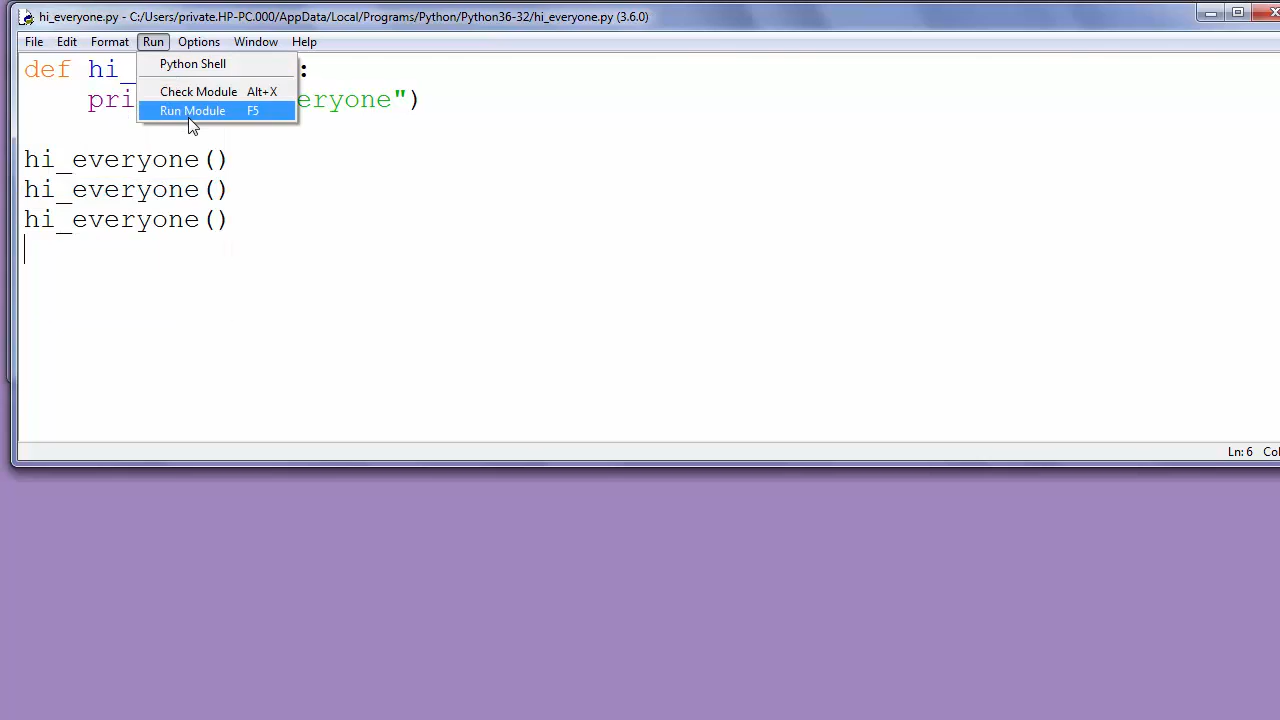 hi_everyone.py - C:/Users/private.HP-PC.000/AppData/Local/Programs/Python/Python36-32/hi_everyone.py (3.6.0)
File Edit Format Run Options Window Help
def hi_ :
Python Shell
pri eryone")
Check Module Alt+X
Run Module F5
hi_everyone()
hi_everyone()
hi_everyone()
Ln: 6 Co